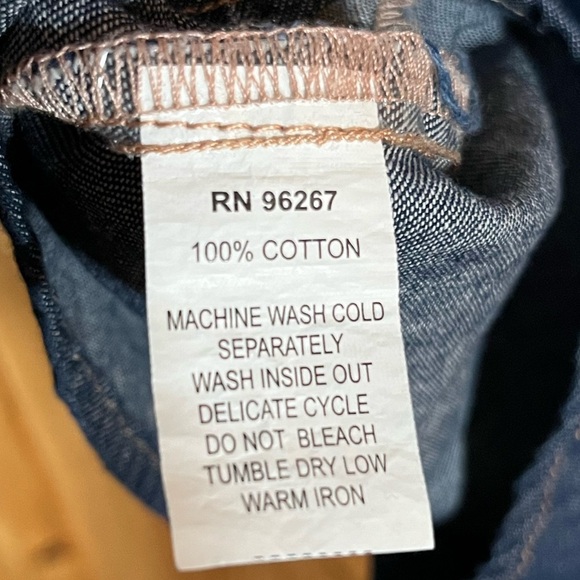 RN 96267
100% COTTON
MACHINE WASH COLD
SEPARATELY
WASH INSIDE OUT
DELICATE CYCLE
DO NOT BLEACH
TUMBLE DRY LOW
WARM IRON